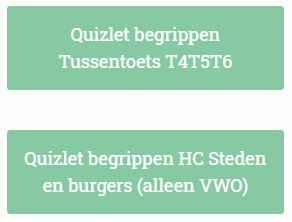 Quizlet begrippen
Tussentoets T4T5T6
Quizlet begrippen HC Steden
en burgers (alleen VWO)